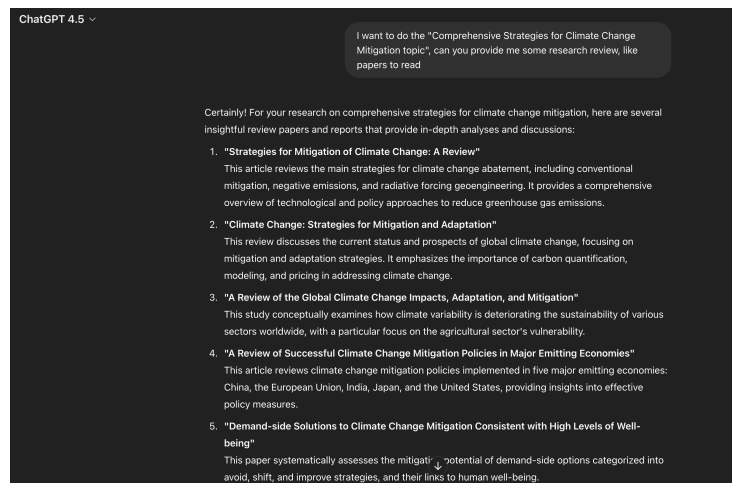 ChatGPT 4.5
I want to do the "Comprehensive Strategies for Climate Change
Mitigation topic", can you provide me some research review, like
papers to read
Certainly! For your research on comprehensive strategies for climate change mitigation, here are several
insightful review papers and reports that provide in-depth analyses and discussions:
1. "Strategies for Mitigation of Climate Change: A Review"
This article reviews the main strategies for climate change abatement, including conventional
mitigation, negative emissions, and radiative forcing geoengineering. It provides a comprehensive
overview of technological and policy approaches to reduce greenhouse gas emissions.
2. "Climate Change: Strategies for Mitigation and Adaptation"
This review discusses the current status and prospects of global climate change, focusing on
mitigation and adaptation strategies. It emphasizes the importance of carbon quantification,
modeling, and pricing in addressing climate change.
3. "A Review of the Global Climate Change Impacts, Adaptation, and Mitigation"
This study conceptually examines how climate variability is deteriorating the sustainability of various
sectors worldwide, with a particular focus on the agricultural sector's vulnerability.
4. "A Review of Successful Climate Change Mitigation Policies in Major Emitting Economies"
This article reviews climate change mitigation policies implemented in five major emitting economies:
China, the European Union, India, Japan, and the United States, providing insights into effective
policy measures.
5. "Demand-side Solutions to Climate Change Mitigation Consistent with High Levels of Well-
being"
This paper systematically assesses the mitigation potential of demand-side options categorized into
avoid, shift, and improve strategies, and their links to human well-being.